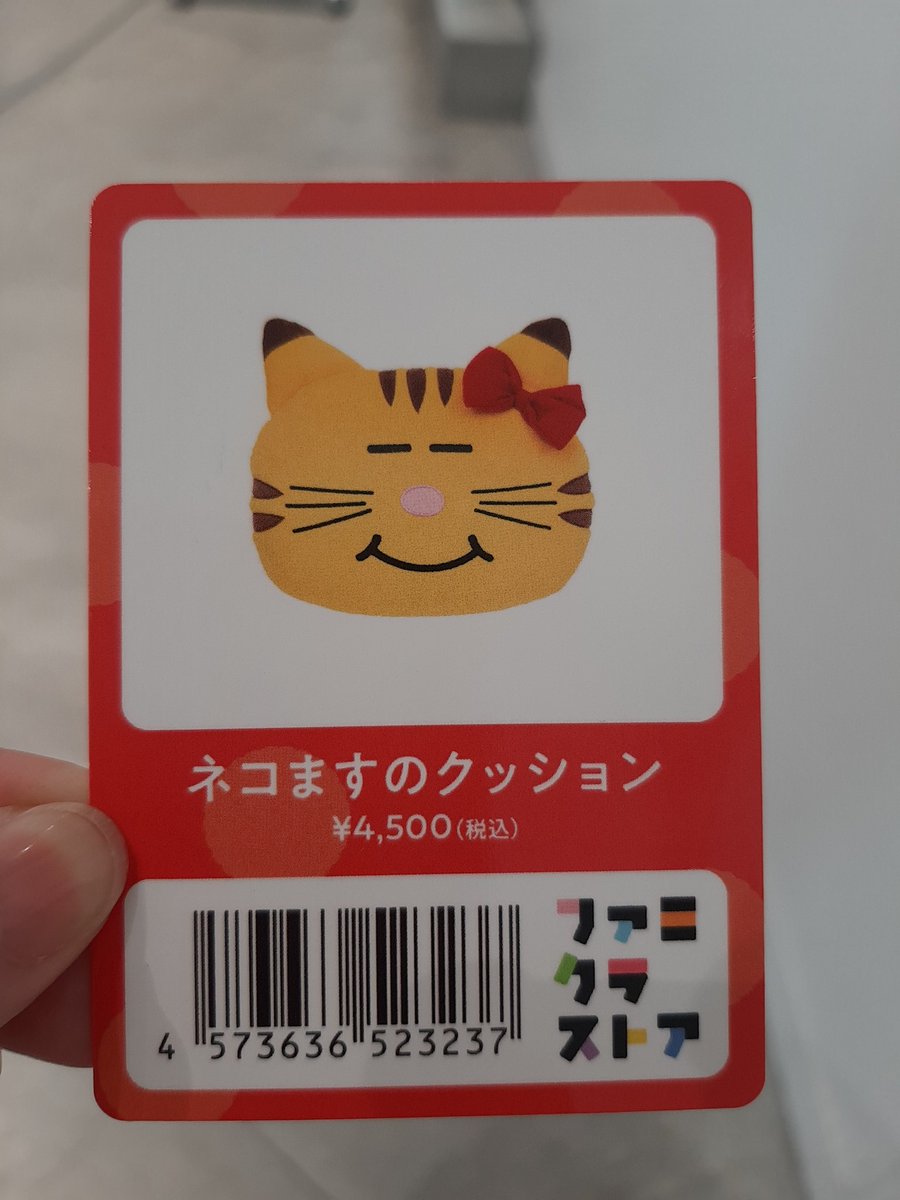 ネコますのクッション
¥4,500(税込)
4 573636 523237
ファミ
クラ
ストア